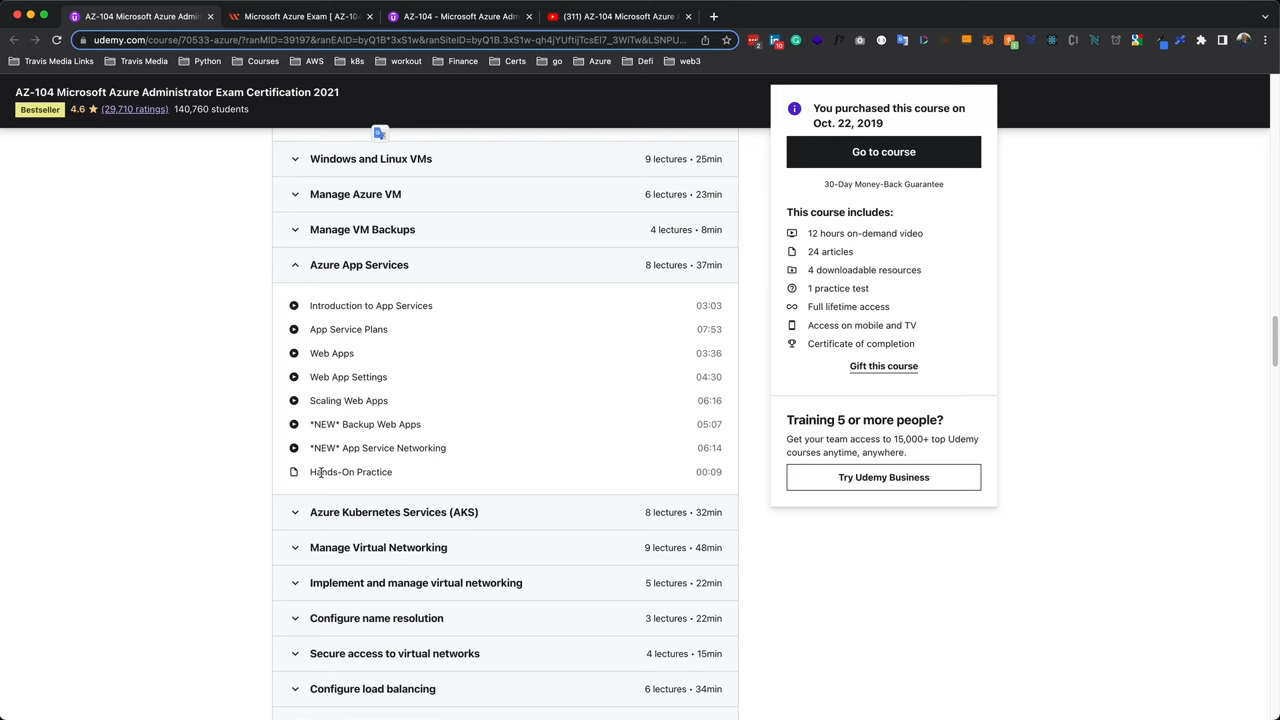 AZ-104 Microsoft Azure Admin
Microsoft Azure Exam [ AZ-104
AZ-104 - Microsoft Azure Admin
(311) AZ-104 Microsoft Azure A
udemy.com/course/70533-azure/?ranMID=39197&ranEAID=byQ1B*3xS1w&ranSiteID=byQ1B.3xS1w-qh4jYUftijTcsEI7_3WiTw&LSNPU...
Travis Media Links
Travis Media
Python
Courses
AWS
k8s
workout
Finance
Certs
go
Azure
Defi
web3
AZ-104 Microsoft Azure Administrator Exam Certification 2021
Bestseller 4.6 (29,710 ratings) 140,760 students
Windows and Linux VMs 9 lectures • 25min
Manage Azure VM 6 lectures • 23min
Manage VM Backups 4 lectures • 8min
Azure App Services 8 lectures • 37min
Introduction to App Services 03:03
App Service Plans 07:53
Web Apps 03:36
Web App Settings 04:30
Scaling Web Apps 06:16
*NEW* Backup Web Apps 05:07
*NEW* App Service Networking 06:14
Hands-On Practice 00:09
Azure Kubernetes Services (AKS) 8 lectures • 32min
Manage Virtual Networking 9 lectures • 48min
Implement and manage virtual networking 5 lectures • 22min
Configure name resolution 3 lectures • 22min
Secure access to virtual networks 4 lectures • 15min
Configure load balancing 6 lectures • 34min
You purchased this course on
Oct. 22, 2019
Go to course
30-Day Money-Back Guarantee
This course includes:
12 hours on-demand video
24 articles
4 downloadable resources
1 practice test
Full lifetime access
Access on mobile and TV
Certificate of completion
Gift this course
Training 5 or more people?
Get your team access to 15,000+ top Udemy
courses anytime, anywhere.
Try Udemy Business